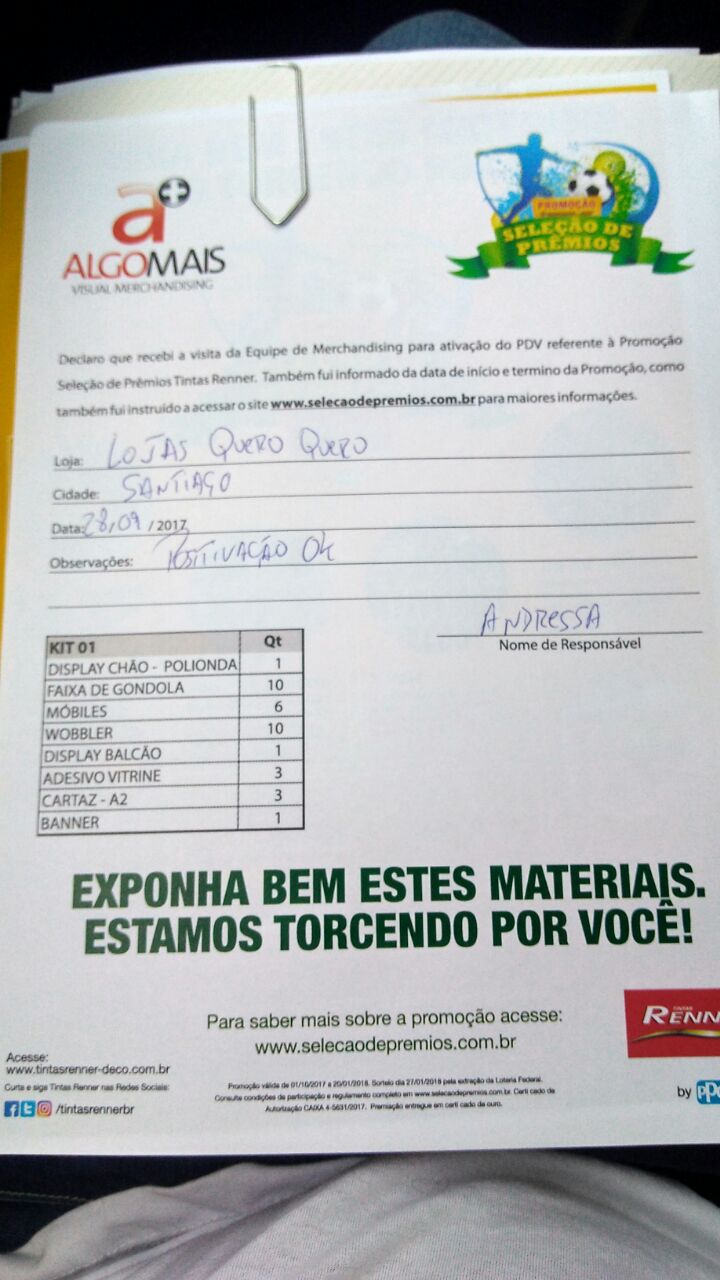 a+
ALGOMAIS
VISUAL MERCHANDISING
PROMOÇÃO
SELEÇÃO DE
PRÊMIOS
Declaro que recebi a visita da Equipe de Merchandising para ativação do PDV referente à Promoção
Seleção de Prêmios Tintas Renner. Também fui informado da data de início e termino da Promoção, como
também fui instruído a acessar o site www.selecaodepremios.com.br para maiores informações.
Loja: LOJAS QUERO QUERO
Cidade: SANTIAGO
Data: 28,09 / 2017
Observações: POSITIVAÇÃO OK
ANDRESSA
Nome de Responsável
KIT 01 Qt
DISPLAY CHÃO - POLIONDA 1
FAIXA DE GONDOLA 10
MÓBILES 6
WOBBLER 10
DISPLAY BALCÃO 1
ADESIVO VITRINE 3
CARTAZ - A2 3
BANNER 1
EXPONHA BEM ESTES MATERIAIS.
ESTAMOS TORCENDO POR VOCÊ!
Para saber mais sobre a promoção acesse:
www.selecaodepremios.com.br
TINTAS
RENN
Acesse:
www.tintasrenner-deco.com.br
Curta e siga Tintas Renner nas Redes Sociais:
/tintasrennerbr
Promoção válida de 01/10/2017 a 20/01/2018. Sorteio dia 27/01/2018 pela extração da Loteria Federal.
Consulte condições de participação e regulamento completo em www.selecaodepremios.com.br. Certi cado de
Autorização CAIXA 4-5631/2017. Premiação entregue em certi cado de ouro.
by PPG